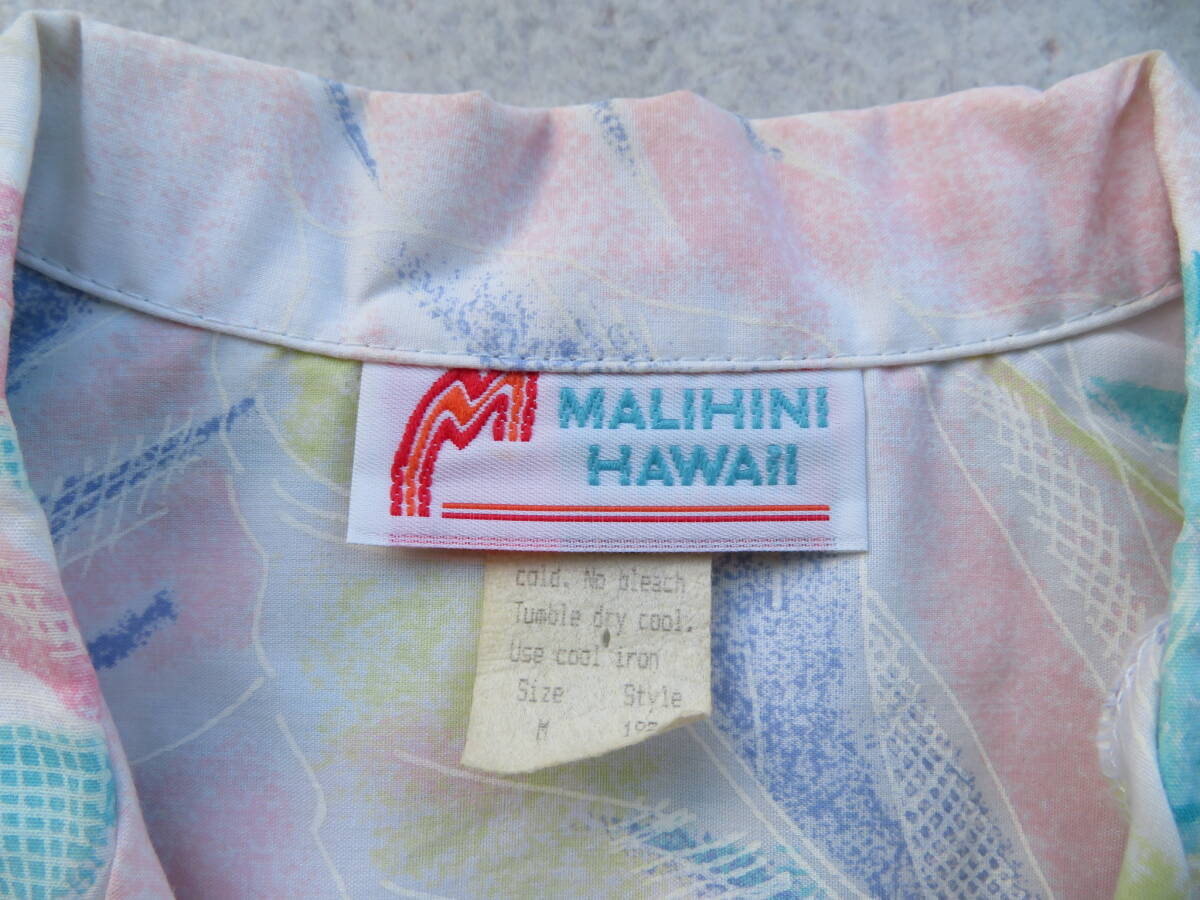 MALIHINI
HAWAII
cold. No bleach
Tumble dry cool.
Use cool iron
Size Style
M